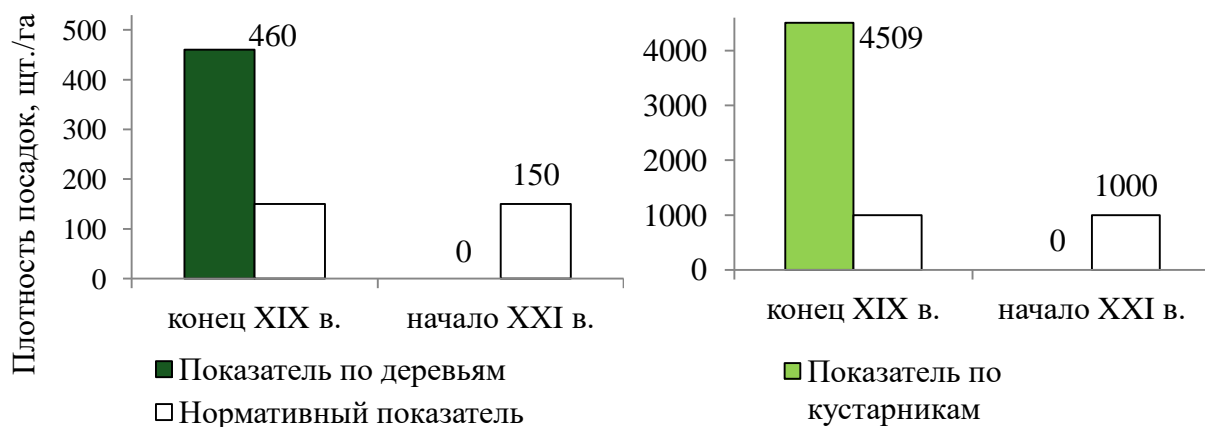 Плотность посадок, щт./га
500
400
300
200
100
0
460
150
0
конец XIX в.
начало XXI в.
Показатель по деревьям
Нормативный показатель
4000
3000
2000
1000
0
4509
1000
0
конец XIX в.
начало XXI в.
Показатель по
кустарникам